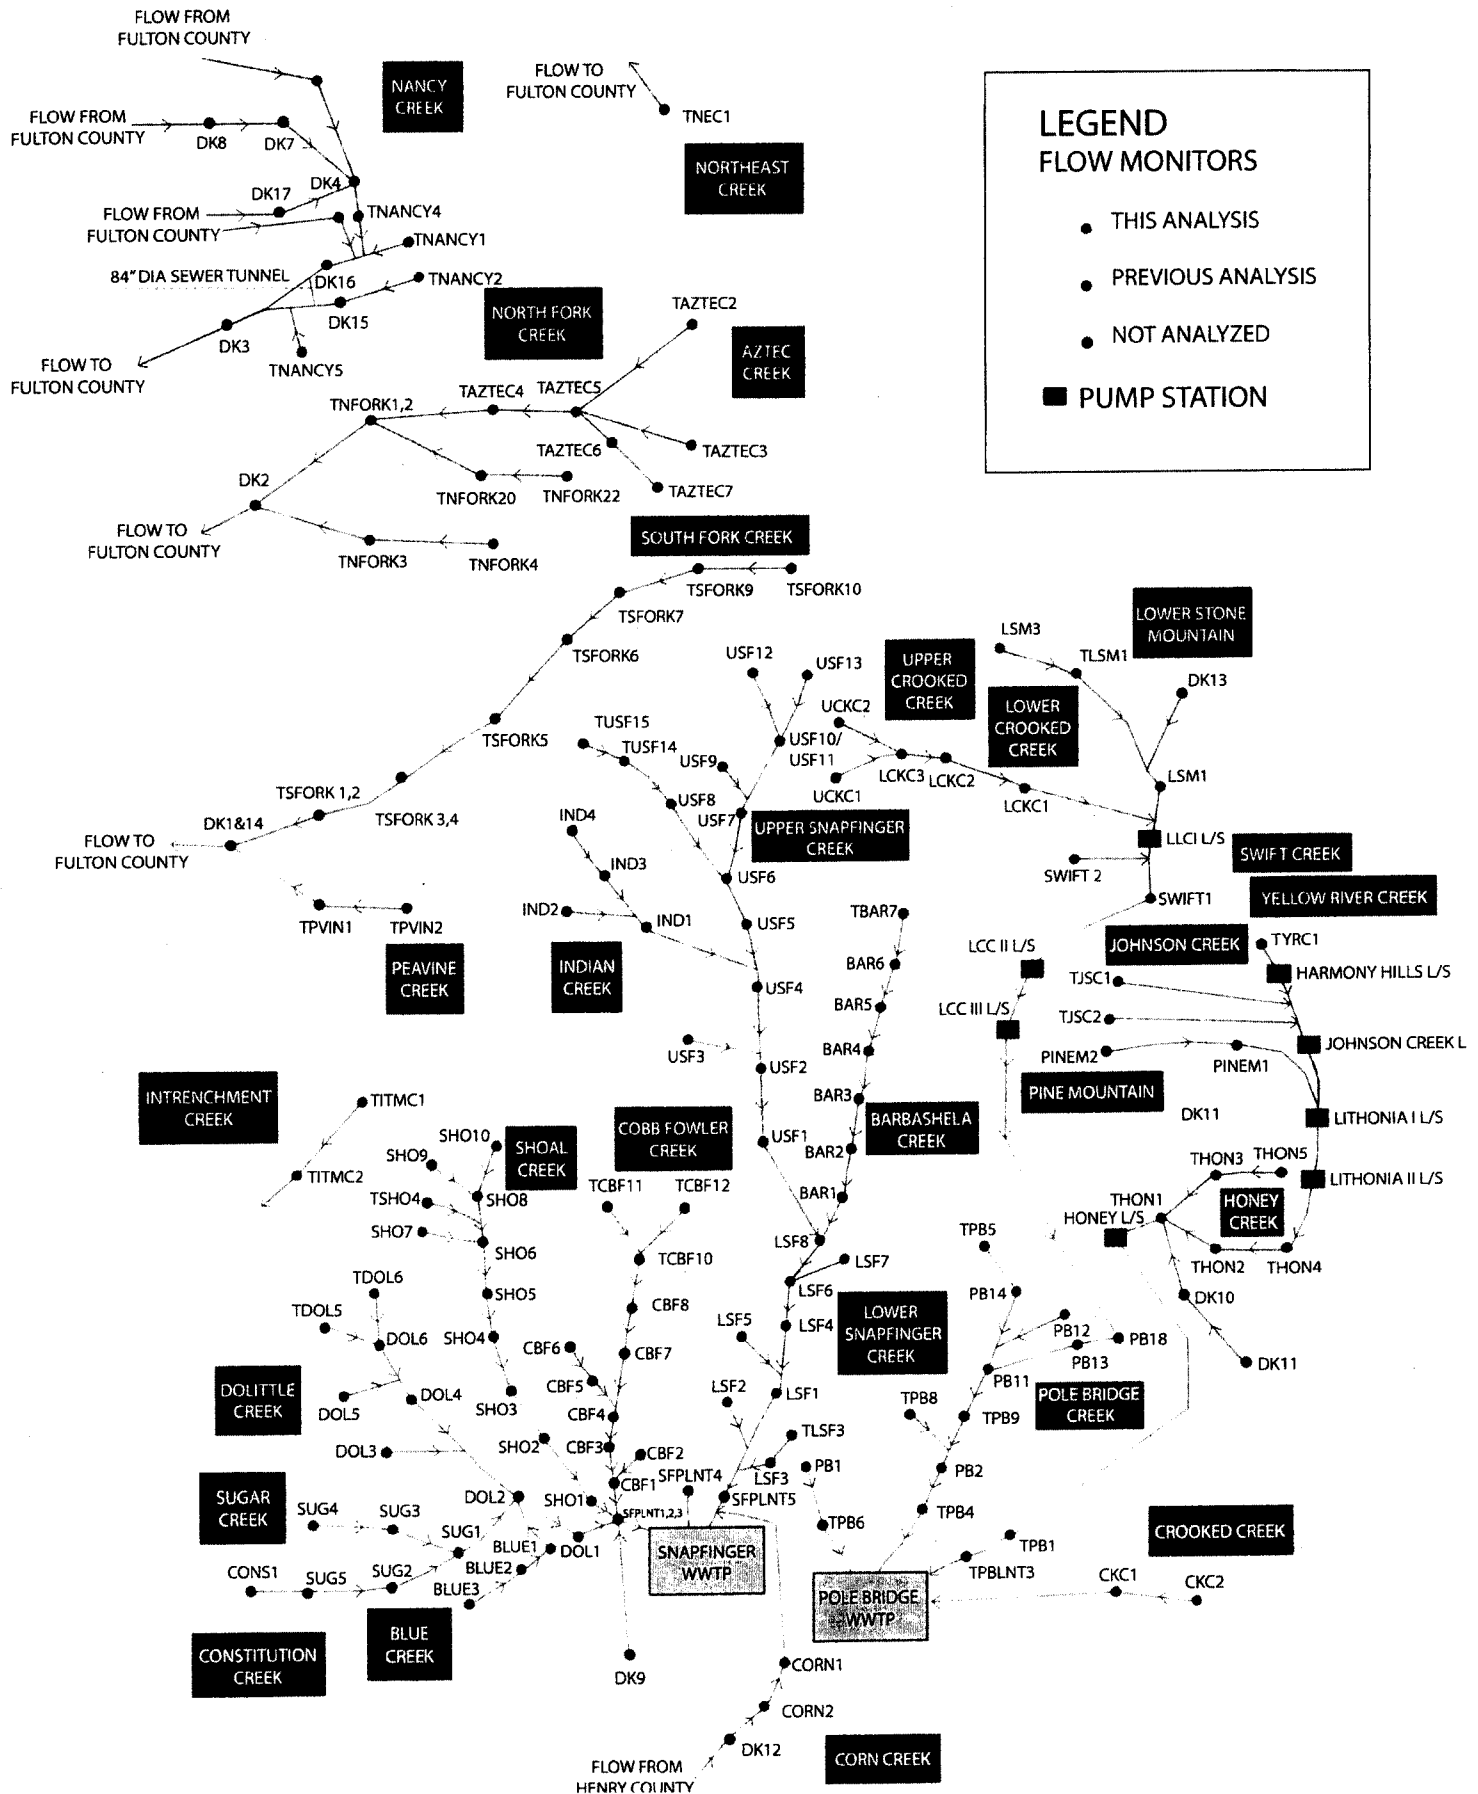 FLOW FROM
FULTON COUNTY
NANCY
CREEK
FLOW TO
FULTON COUNTY
TNEC1
NORTHEAST
CREEK
LEGEND
FLOW MONITORS
THIS ANALYSIS
PREVIOUS ANALYSIS
NOT ANALYZED
PUMP STATION
FLOW FROM
FULTON COUNTY
DK8
DK7
DK17
DK4
FLOW FROM
FULTON COUNTY
TNANCY4
TNANCY1
84" DIA SEWER TUNNEL
DK16
TNANCY2
DK15
DK3
TNANCY5
FLOW TO
FULTON COUNTY
NORTH FORK
CREEK
TAZTEC2
AZTEC
CREEK
TNFORK1,2
TAZTEC4
TAZTEC5
TAZTEC6
TAZTEC3
TAZTEC7
DK2
TNFORK20
TNFORK22
FLOW TO
FULTON COUNTY
TNFORK3
TNFORK4
SOUTH FORK CREEK
TSFORK9
TSFORK10
TSFORK7
TSFORK6
TSFORK5
TSFORK 1,2
TSFORK 3,4
DK1&14
FLOW TO
FULTON COUNTY
TPVIN1
TPVIN2
PEAVINE
CREEK
LSM3
TLSM1
LOWER STONE
MOUNTAIN
DK13
LSM1
USF12
USF13
UPPER
CROOKED
CREEK
LOWER
CROOKED
CREEK
UCKC2
USF10/
USF11
UCKC1
LCKC3
LCKC2
LCKC1
TUSF15
TUSF14
USF9
USF8
USF7
UPPER SNAPFINGER
CREEK
LLCI L/S
SWIFT CREEK
SWIFT 2
SWIFT1
YELLOW RIVER CREEK
IND4
IND3
IND2
IND1
INDIAN
CREEK
USF6
USF5
USF4
USF3
USF2
USF1
TBAR7
BAR6
BAR5
BAR4
BAR3
BAR2
BAR1
BARBASHELA
CREEK
LCC II L/S
LCC III L/S
JOHNSON CREEK
TYRC1
HARMONY HILLS L/S
TJSC1
TJSC2
JOHNSON CREEK L
PINEM2
PINEM1
PINE MOUNTAIN
DK11
LITHONIA I L/S
LITHONIA II L/S
THON3
THON5
THON1
HONEY L/S
HONEY
CREEK
THON2
THON4
DK10
DK11
INTRENCHMENT
CREEK
TITMC1
TITMC2
SHO10
SHO9
SHOAL
CREEK
TSHO4
SHO8
SHO7
SHO6
SHO5
SHO4
SHO3
SHO2
SHO1
COBB FOWLER
CREEK
TCBF11
TCBF12
TCBF10
CBF8
CBF7
CBF6
CBF5
CBF4
CBF3
CBF2
CBF1
LSF8
LSF7
LSF6
LSF5
LSF4
LSF2
LSF1
TLSF3
LSF3
LOWER
SNAPFINGER
CREEK
TPB5
PB14
PB12
PB18
PB13
PB11
POLE BRIDGE
CREEK
TPB8
TPB9
PB2
PB1
TPB4
TPB6
TPB1
TPBLNT3
TDOL6
TDOL5
DOL6
DOLITTLE
CREEK
DOL5
DOL4
DOL3
DOL2
DOL1
SUGAR
CREEK
SUG4
SUG3
SUG1
CONS1
SUG5
SUG2
BLUE1
BLUE2
BLUE3
BLUE
CREEK
CONSTITUTION
CREEK
SFPLNT4
SFPLNT5
SFPLNT1,2,3
SNAPFINGER
WWTP
POLE BRIDGE
WWTP
CROOKED CREEK
CKC1
CKC2
DK9
CORN1
CORN2
DK12
CORN CREEK
FLOW FROM
HENRY COUNTY